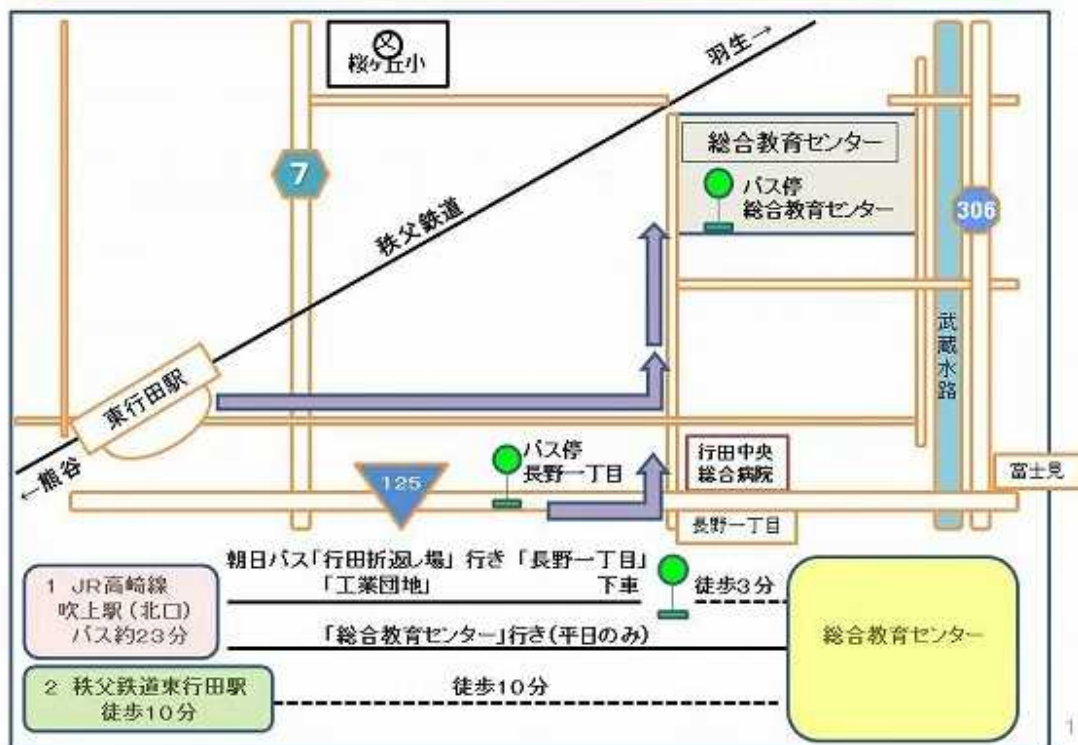 桜ヶ丘小
羽生→
総合教育センター
バス停
総合教育センター
7
306
秩父鉄道
武蔵水路
東行田駅
←熊谷
バス停
長野一丁目
行田中央
総合病院
富士見
125
長野一丁目
朝日バス「行田折返し場」行き「長野一丁目」
「工業団地」 下車
徒歩3分
1 JR高崎線
吹上駅(北口)
バス約23分
「総合教育センター」行き(平日のみ)
総合教育センター
2 秩父鉄道東行田駅
徒歩10分
徒歩10分
1